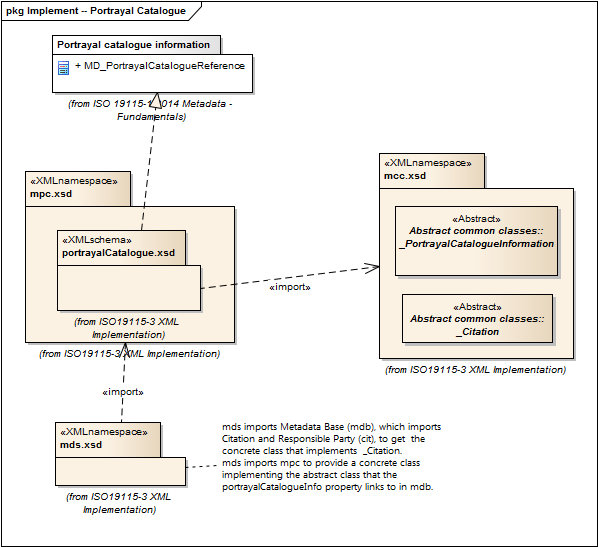 pkg Implement -- Portrayal Catalogue
Portrayal catalogue information
+ MD_PortrayalCatalogueReference
(from ISO 19115-1 014 Metadata -
Fundamentals)
«XMLnamespace»
mpc.xsd
«XMLschema»
portrayalCatalogue.xsd
(from ISO19115-3 XML
Implementation)
(from ISO19115-3 XML Implementation)
«XMLnamespace»
mcc.xsd
«Abstract»
Abstract common classes::
_PortrayalCatalogueInformation
«Abstract»
Abstract common classes::
_Citation
(from ISO19115-3 XML Implementation)
«import»
«import»
«XMLnamespace»
mds.xsd
(from ISO19115-3 XML
Implementation)
mds imports Metadata Base (mdb), which imports
Citation and Responsible Party (cit), to get the
concrete class that implements _Citation.
mds imports mpc to provide a concrete class
implementing the abstract class that the
portrayalCatalogueInfo property links to in mdb.